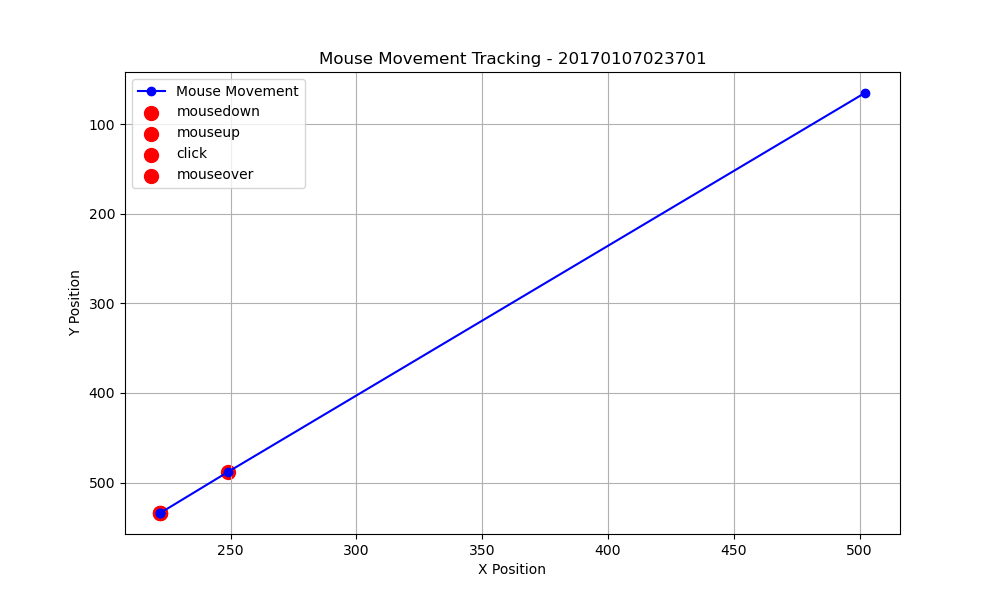 Mouse Movement Tracking - 20170107023701
Mouse Movement
mousedown
mouseup
click
mouseover
100
200
300
400
500
Y Position
250
300
350
400
450
500
X Position